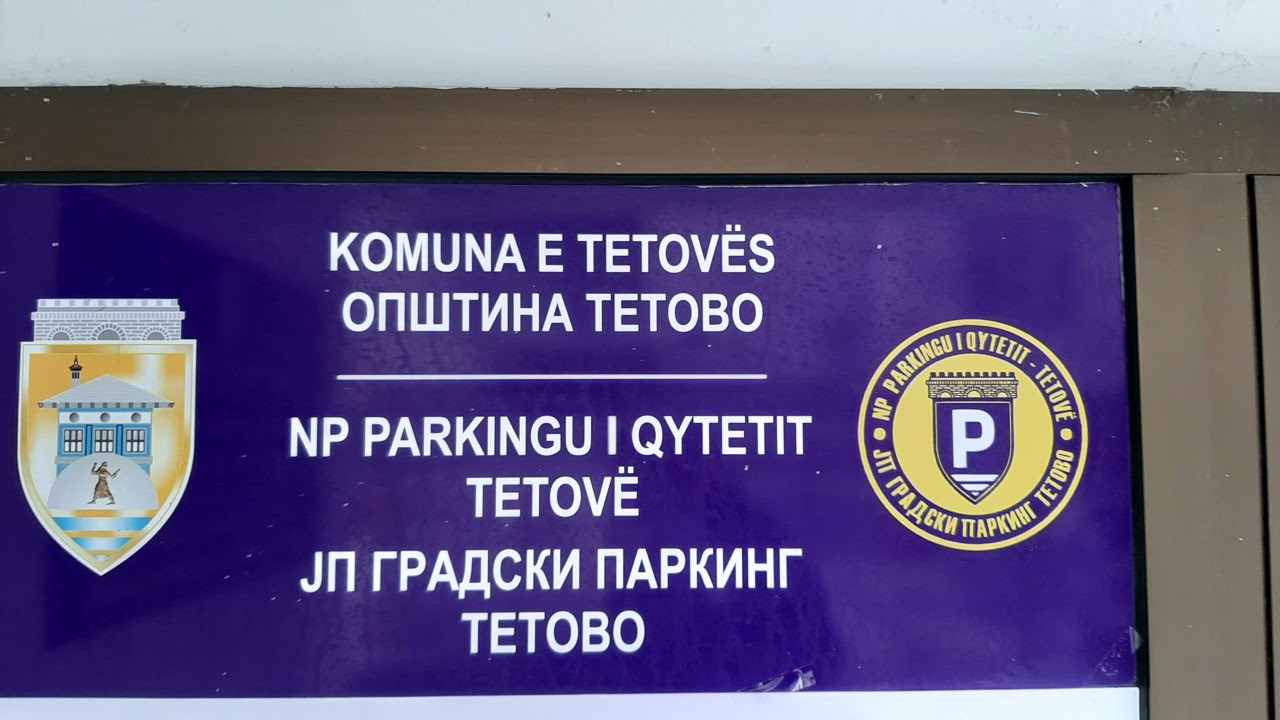 KOMUNA E TETOVËS
ОПШТИНА ТЕТОВО
NP PARKINGU I QYTETIT
TETOVË
ЈП ГРАДСКИ ПАРКИНГ
ТЕТОВО
NP PARKINGU I QYTETIT - TETOVË
P
ЈП ГРАДСКИ ПАРКИНГ ТЕТОВО